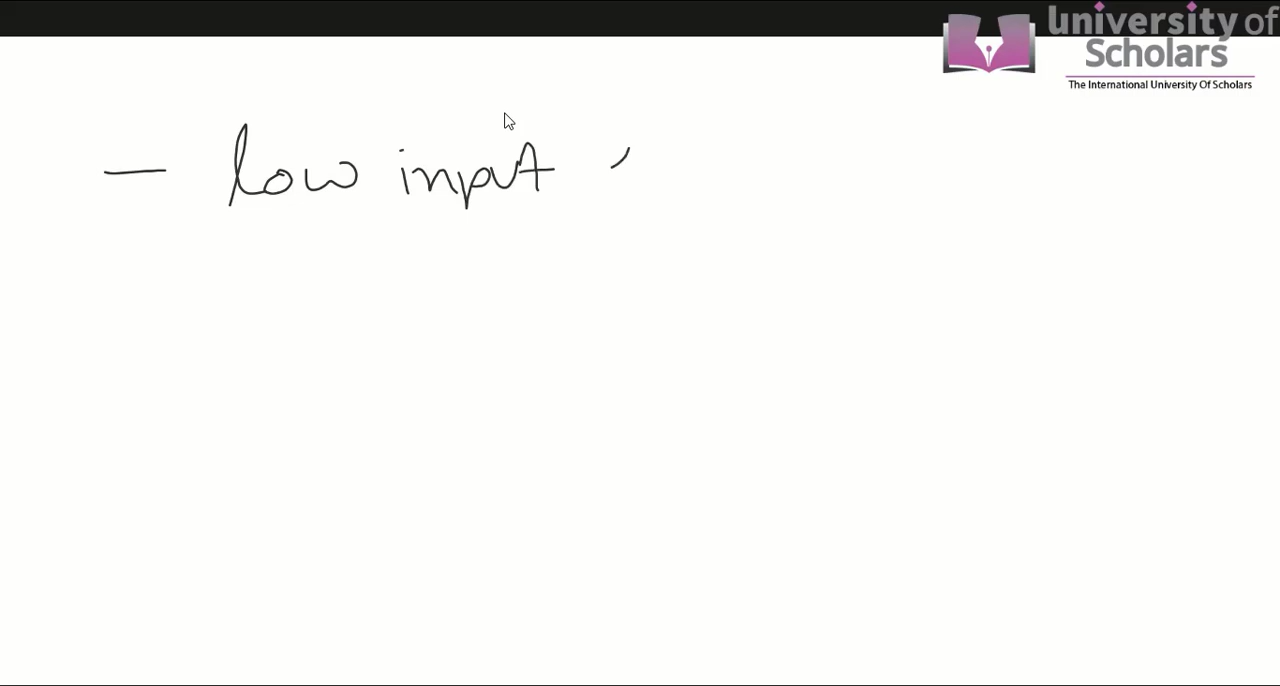 University of
Scholars
The International University Of Scholars
— low input